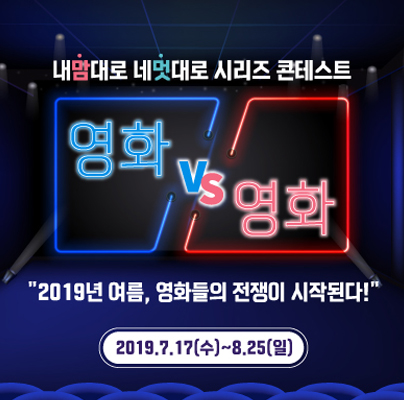 내맘대로 네멋대로 시리즈 콘테스트
영화
VS
영화
"2019년 여름, 영화들의 전쟁이 시작된다!"
2019.7.17(수)~8.25(일)